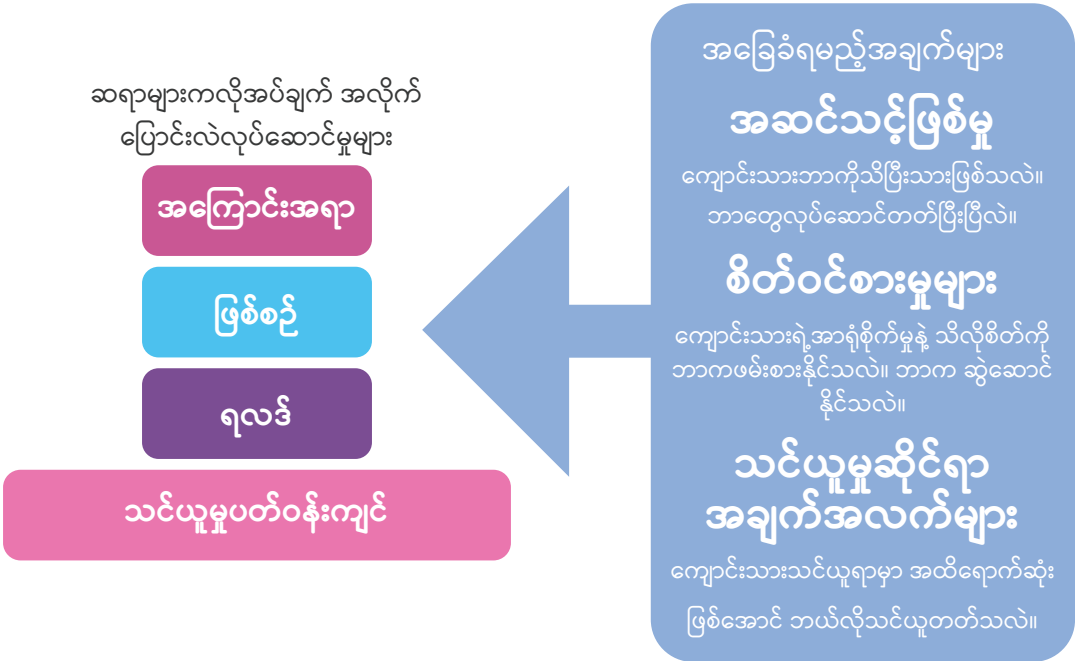 ဆရာများကလိုအပ်ချက် အလိုက်
ပြောင်းလဲလုပ်ဆောင်မှုများ
အကြောင်းအရာ
ဖြစ်စဉ်
ရလဒ်
သင်ယူမှုပတ်ဝန်းကျင်
အခြေခံရမည့်အချက်များ
အဆင်သင့်ဖြစ်မှု
ကျောင်းသားဘာကိုသိပြီးသားဖြစ်သလဲ။
ဘာတွေလုပ်ဆောင်တတ်ပြီးပြီလဲ။
စိတ်ဝင်စားမှုများ
ကျောင်းသားရဲ့အာရုံစိုက်မှုနဲ့ သိလိုစိတ်ကို
ဘာကဖမ်းစားနိုင်သလဲ။ ဘာက ဆွဲဆောင်
နိုင်သလဲ။
သင်ယူမှုဆိုင်ရာ
အချက်အလက်များ
ကျောင်းသားသင်ယူရာမှာ အထိရောက်ဆုံး
ဖြစ်အောင် ဘယ်လိုသင်ယူတတ်သလဲ။